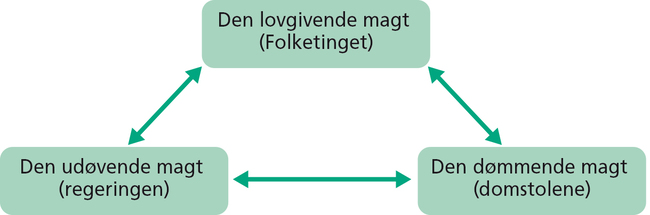 Den lovgivende magt
(Folketinget)
Den udøvende magt
(regeringen)
Den dømmende magt
(domstolene)